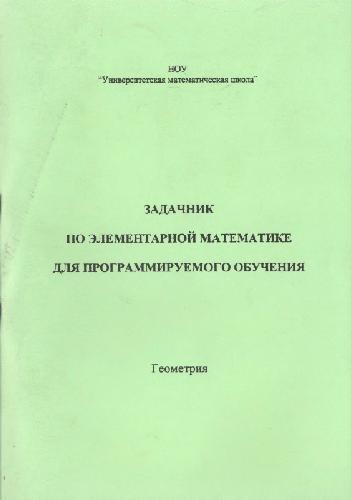 НОУ
"Университетская математическая школа"
ЗАДАЧНИК
ПО ЭЛЕМЕНТАРНОЙ МАТЕМАТИКЕ
ДЛЯ ПРОГРАММИРУЕМОГО ОБУЧЕНИЯ
Геометрия